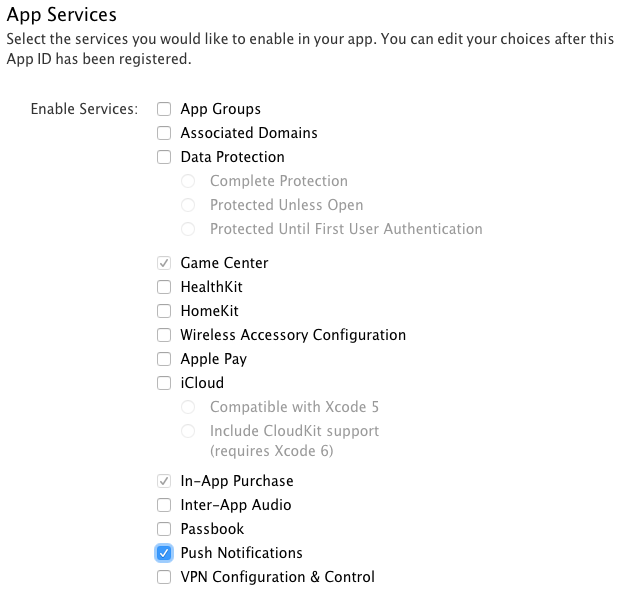 App Services
Select the services you would like to enable in your app. You can edit your choices after this
App ID has been registered.
Enable Services:
App Groups
Associated Domains
Data Protection
Complete Protection
Protected Unless Open
Protected Until First User Authentication
Game Center
HealthKit
HomeKit
Wireless Accessory Configuration
Apple Pay
iCloud
Compatible with Xcode 5
Include CloudKit support
(requires Xcode 6)
In-App Purchase
Inter-App Audio
Passbook
Push Notifications
VPN Configuration & Control